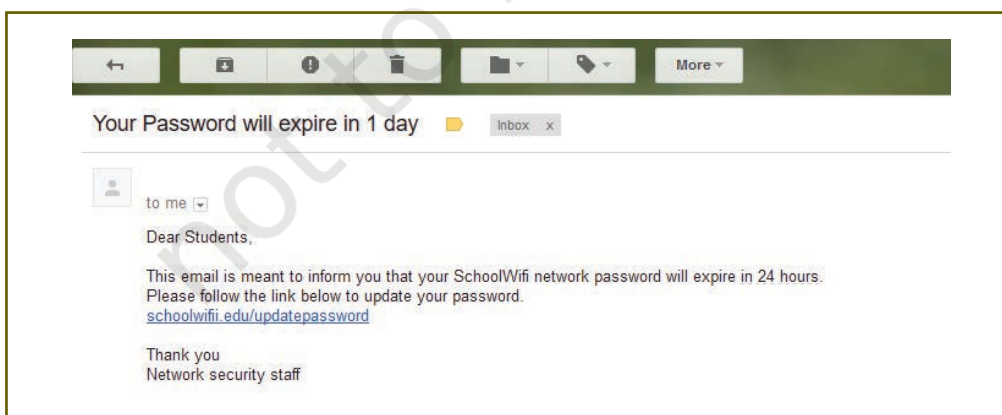 More
Your Password will expire in 1 day Inbox x
to me
Dear Students,
This email is meant to inform you that your SchoolWifi network password will expire in 24 hours.
Please follow the link below to update your password.
schoolwifii.edu/updatepassword
Thank you
Network security staff
not to